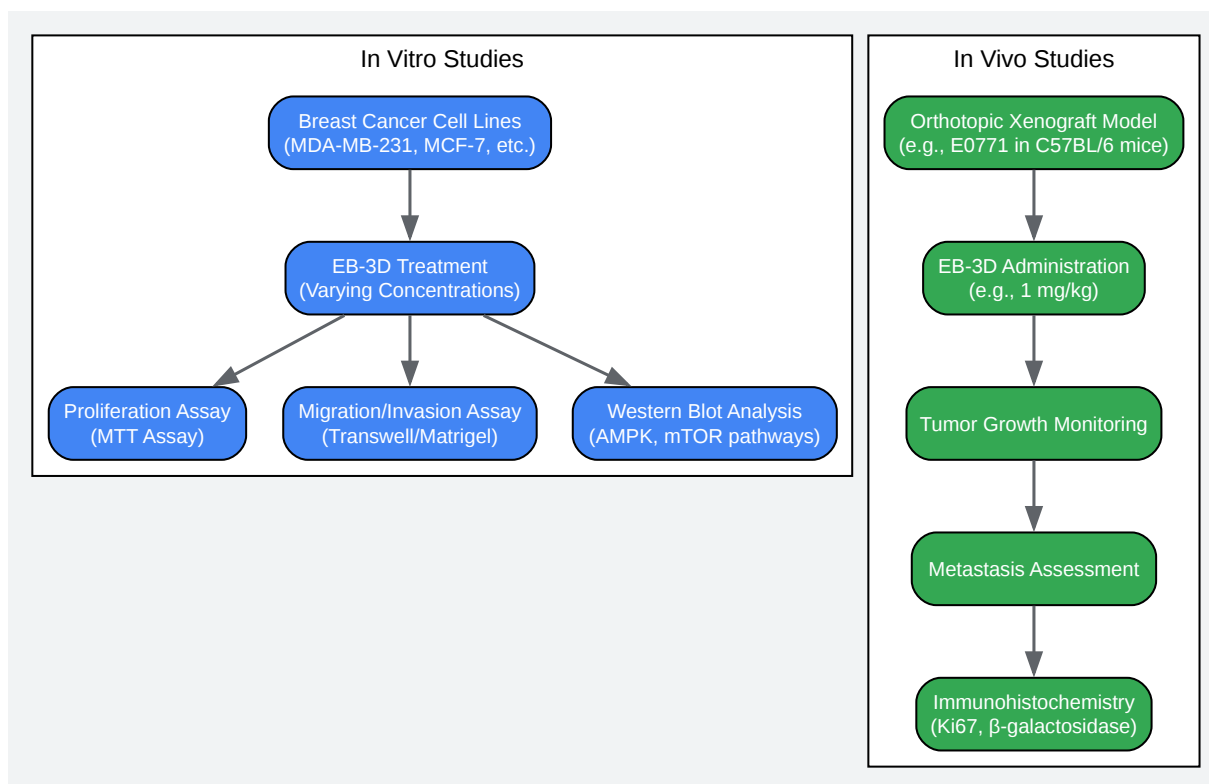 In Vitro Studies
Breast Cancer Cell Lines
(MDA-MB-231, MCF-7, etc.)
EB-3D Treatment
(Varying Concentrations)
Proliferation Assay
(MTT Assay)
Migration/Invasion Assay
(Transwell/Matrigel)
Western Blot Analysis
(AMPK, mTOR pathways)
In Vivo Studies
Orthotopic Xenograft Model
(e.g., E0771 in C57BL/6 mice)
EB-3D Administration
(e.g., 1 mg/kg)
Tumor Growth Monitoring
Metastasis Assessment
Immunohistochemistry
(Ki67, β-galactosidase)